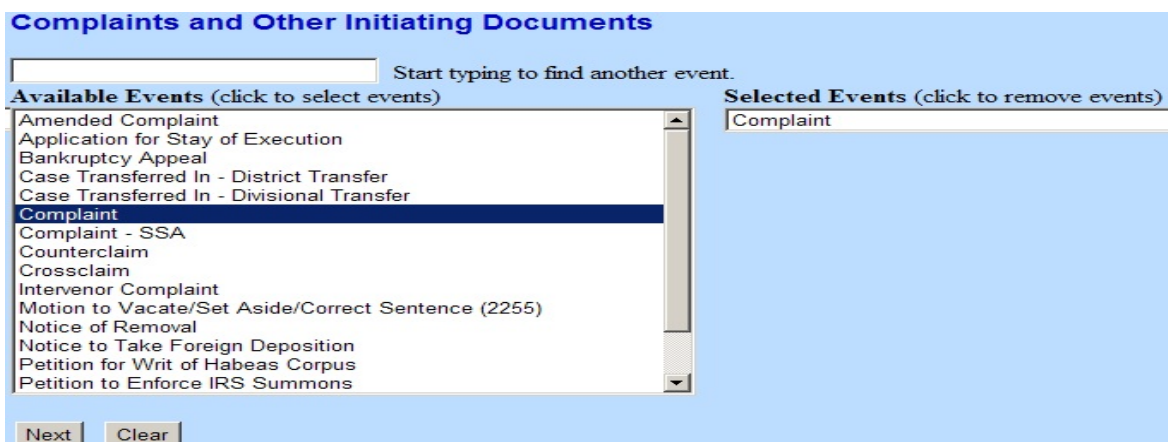 Complaints and Other Initiating Documents
Start typing to find another event.
Available Events (click to select events)
Selected Events (click to remove events)
Amended Complaint
Application for Stay of Execution
Bankruptcy Appeal
Case Transferred In - District Transfer
Case Transferred In - Divisional Transfer
Complaint
Complaint - SSA
Counterclaim
Crossclaim
Intervenor Complaint
Motion to Vacate/Set Aside/Correct Sentence (2255)
Notice of Removal
Notice to Take Foreign Deposition
Petition for Writ of Habeas Corpus
Petition to Enforce IRS Summons
Complaint
Next Clear